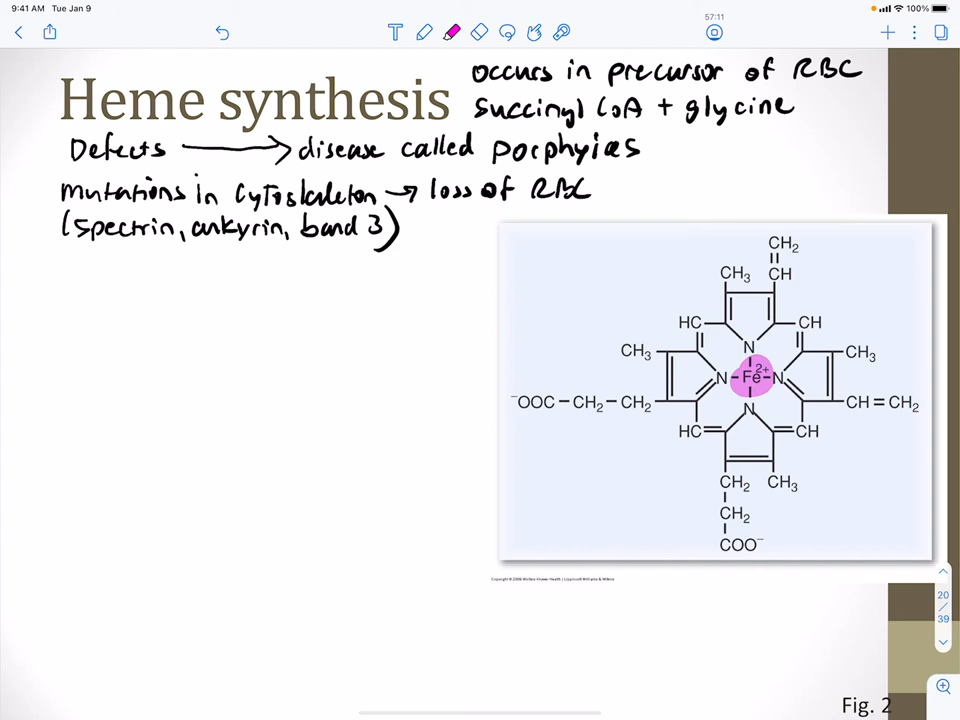 9:41 AM Tue Jan 9
100%
57:11
Heme synthesis
occurs in precursor of RBC
Succinyl CoA + glycine
Defects → disease called porphyias
Mutations in cytoskeleton → loss of RBC
(Spectrin, ankyrin, band 3)
CH₂
CH₃ CH
HC CH
N
CH₃ CH₃
N Fe²⁺ N
⁻OOC – CH₂ – CH₂ CH = CH₂
N
HC CH
CH₂ CH₃
CH₂
COO⁻
20
/
39
Fig. 2